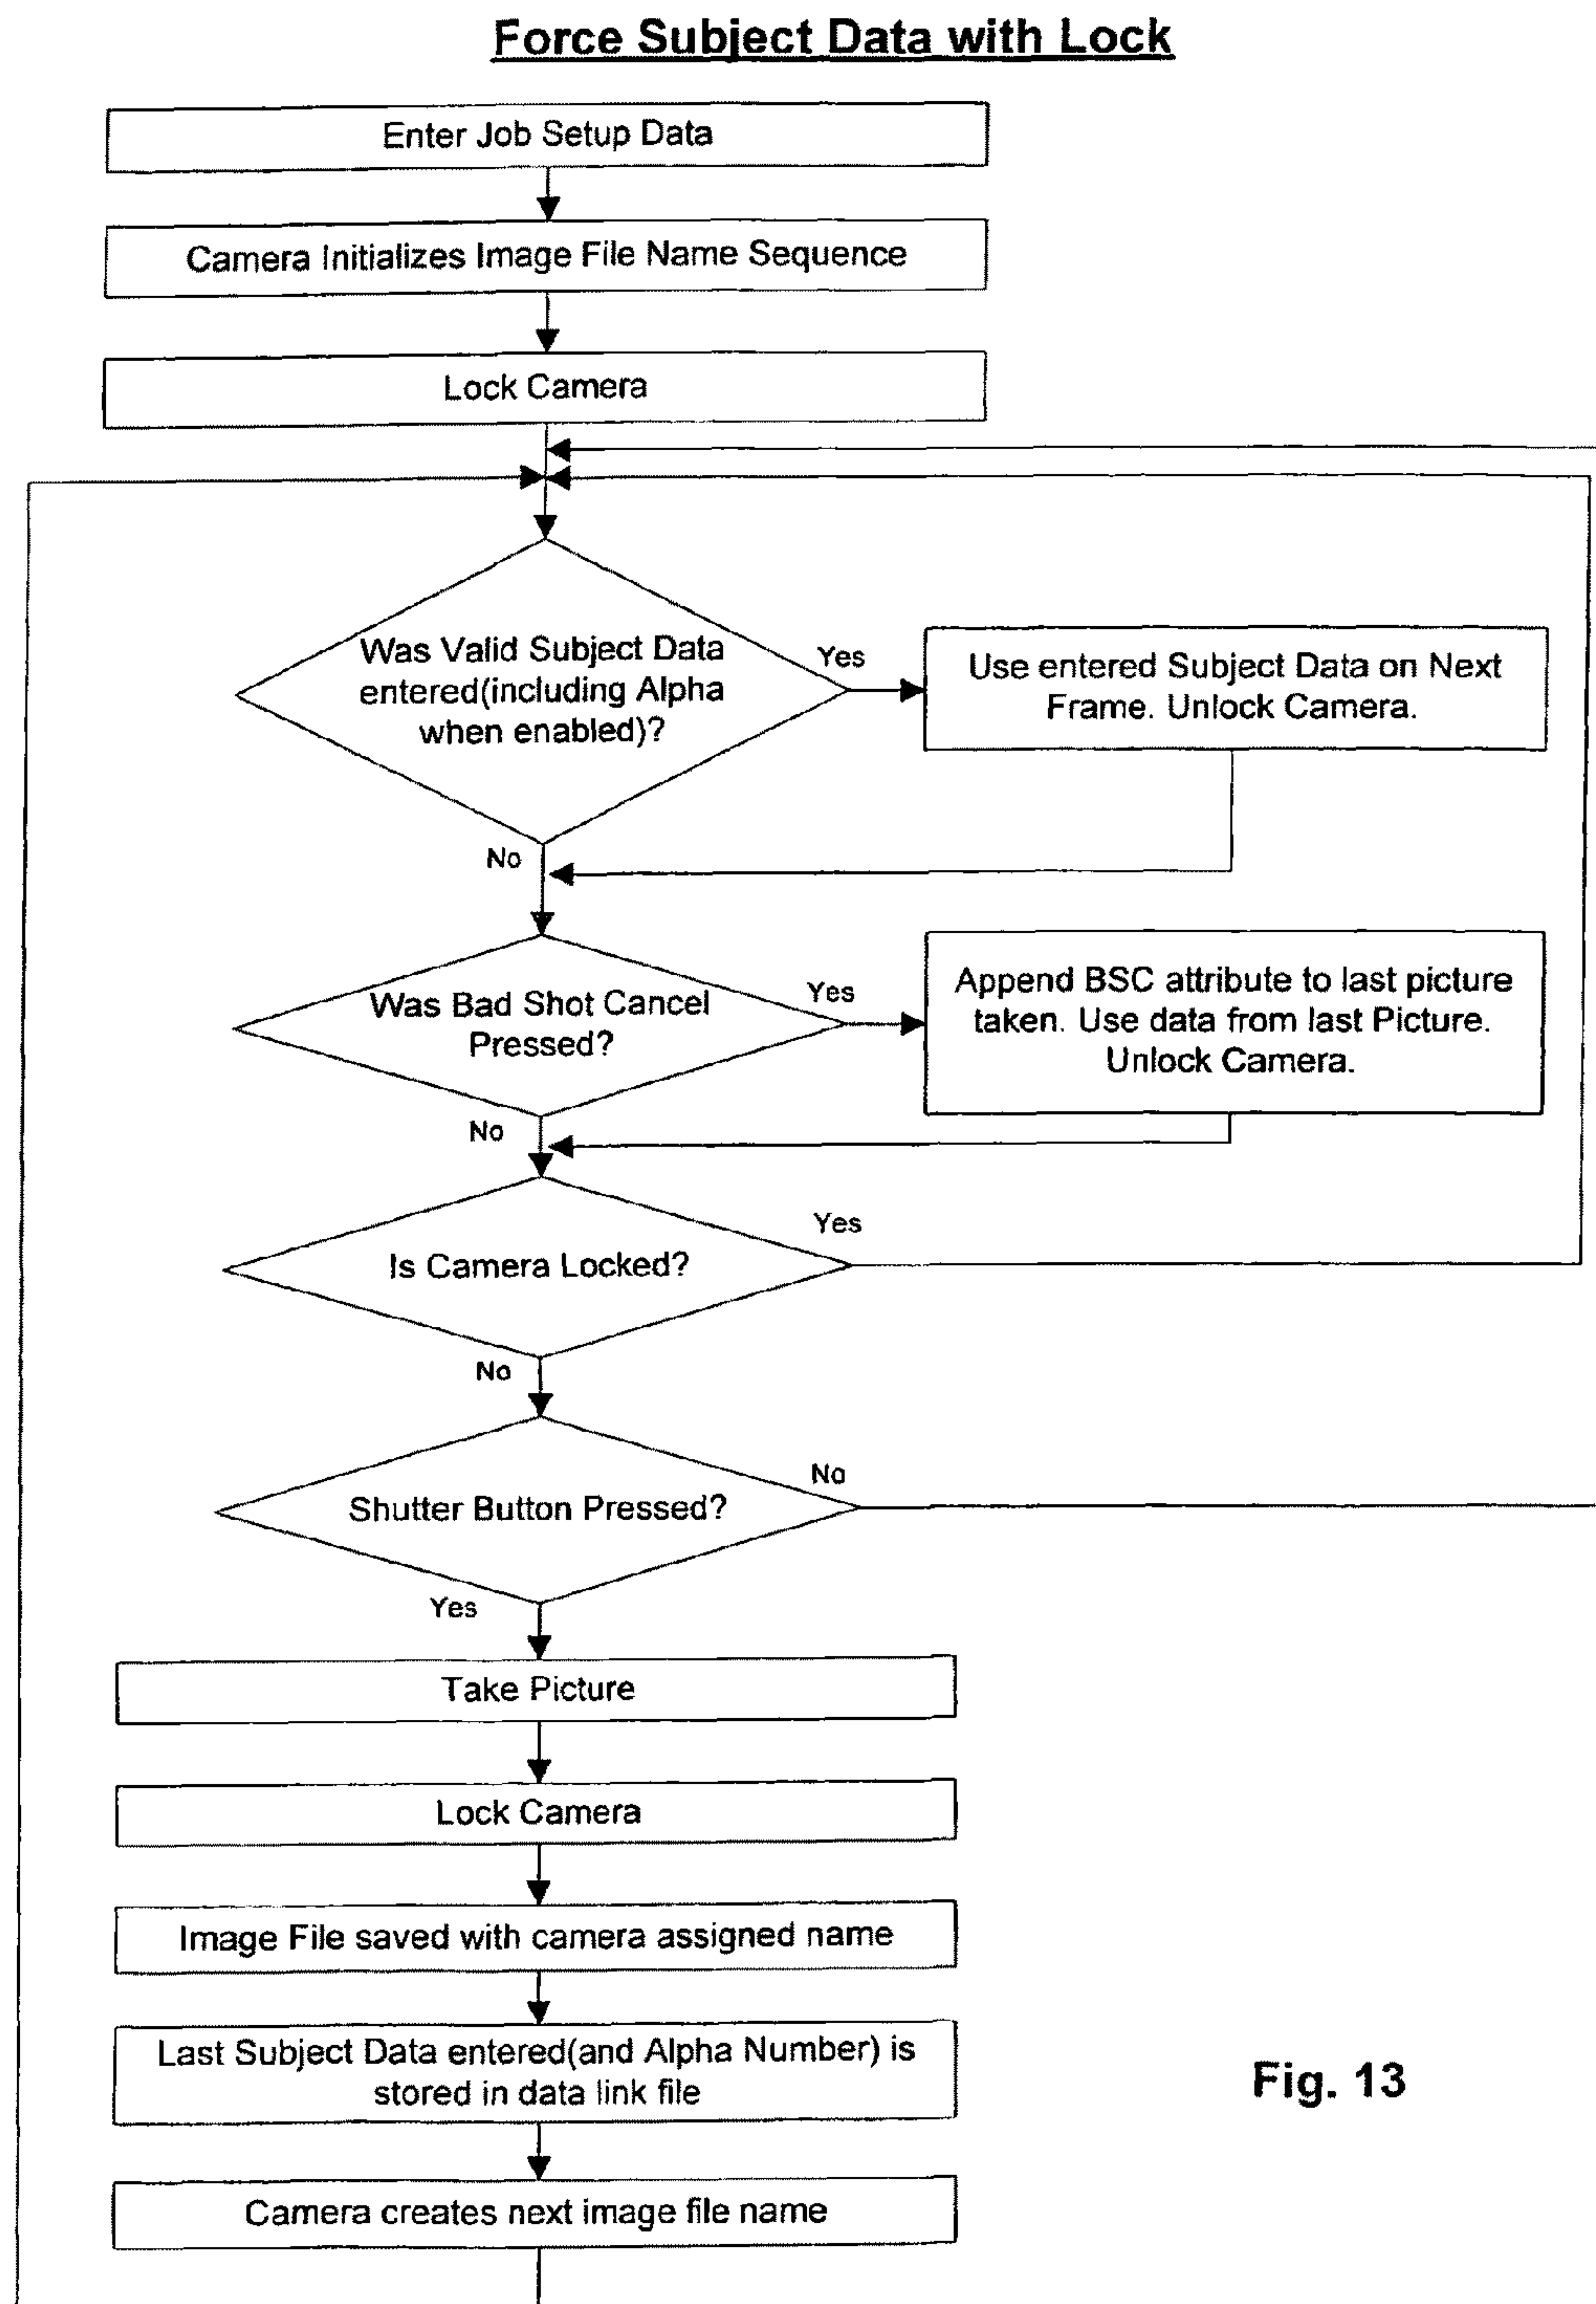 Force Subject Data with Lock
Enter Job Setup Data
Camera Initializes Image File Name Sequence
Lock Camera
Was Valid Subject Data
entered(including Alpha
when enabled)?
Yes
Use entered Subject Data on Next
Frame. Unlock Camera.
No
Was Bad Shot Cancel
Pressed?
Yes
Append BSC attribute to last picture
taken. Use data from last Picture.
Unlock Camera.
No
Is Camera Locked?
Yes
No
Shutter Button Pressed?
No
Yes
Take Picture
Lock Camera
Image File saved with camera assigned name
Last Subject Data entered(and Alpha Number) is
stored in data link file
Camera creates next image file name
Fig. 13